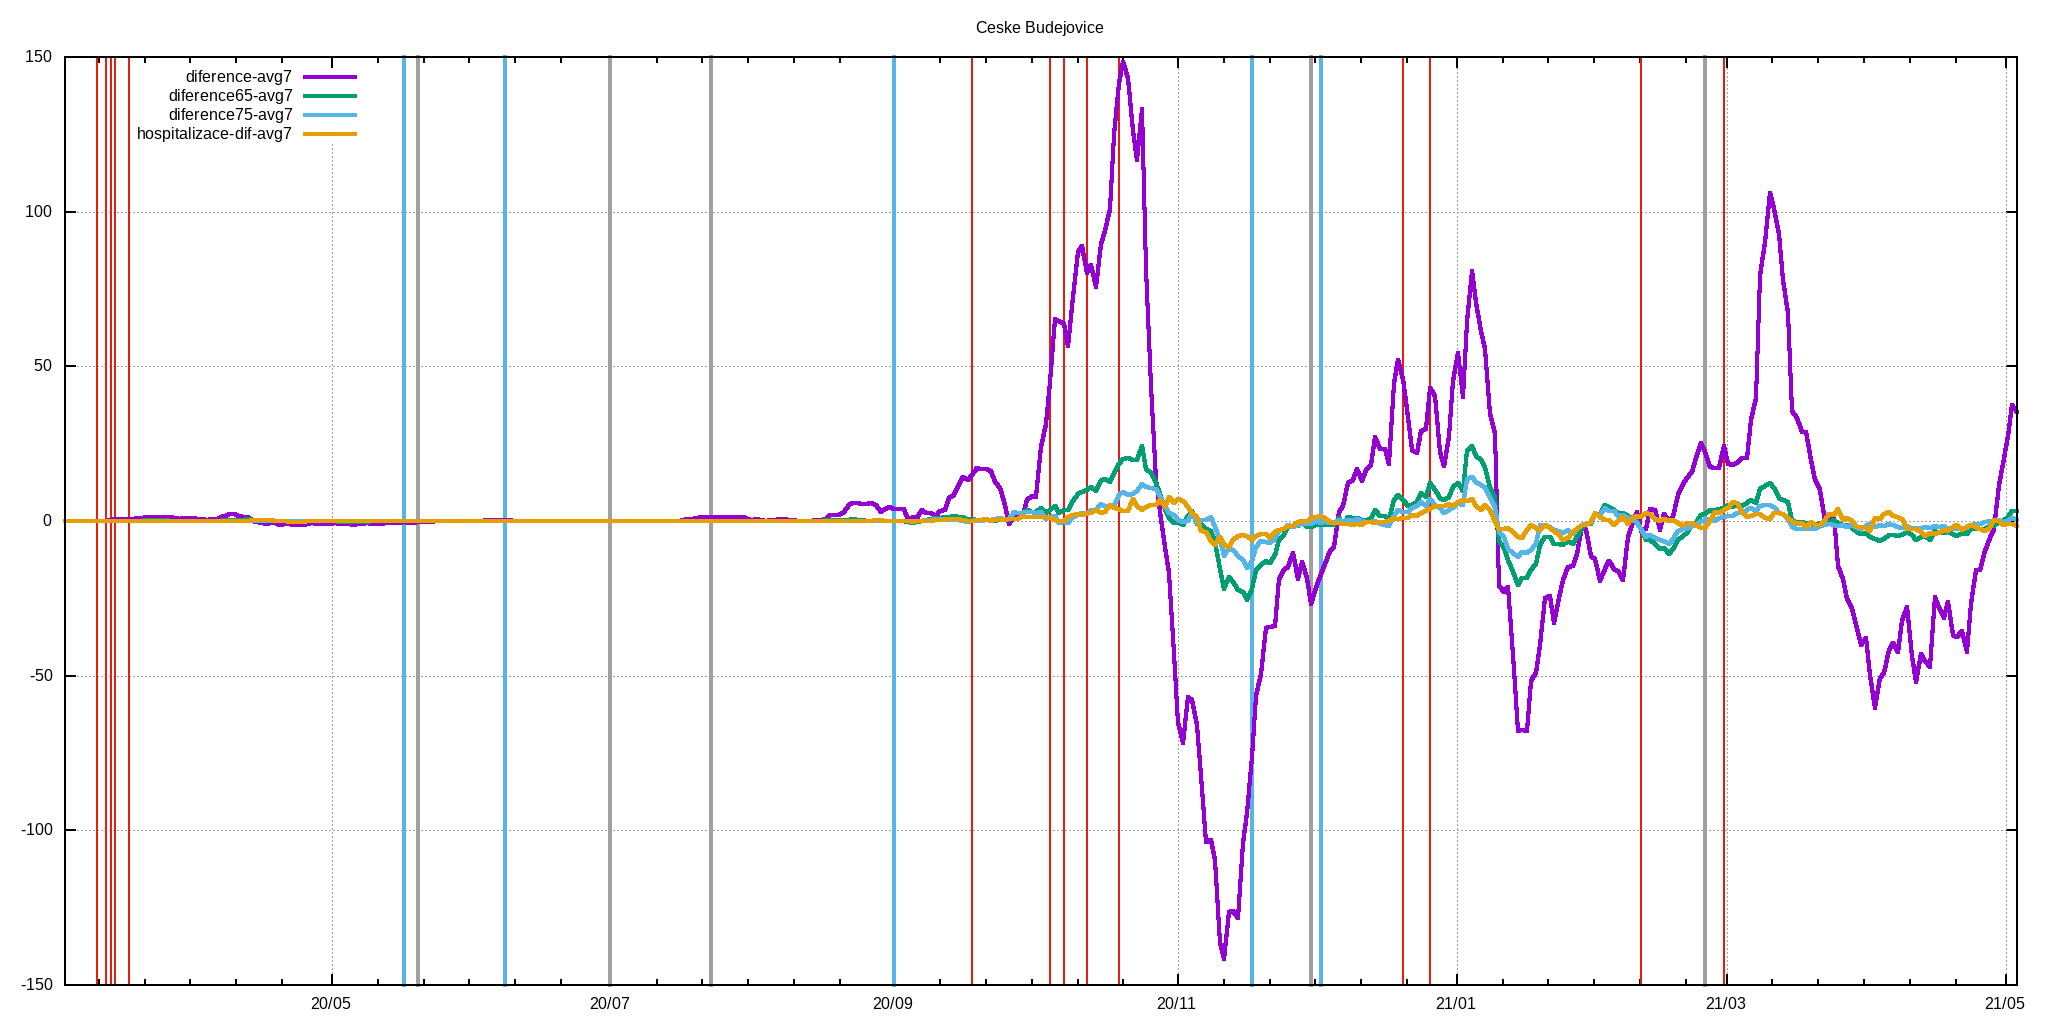 Ceske Budejovice
150
diference-avg7
diference65-avg7
diference75-avg7
hospitalizace-dif-avg7
100
50
0
-50
-100
-150
20/05
20/07
20/09
20/11
21/01
21/03
21/05